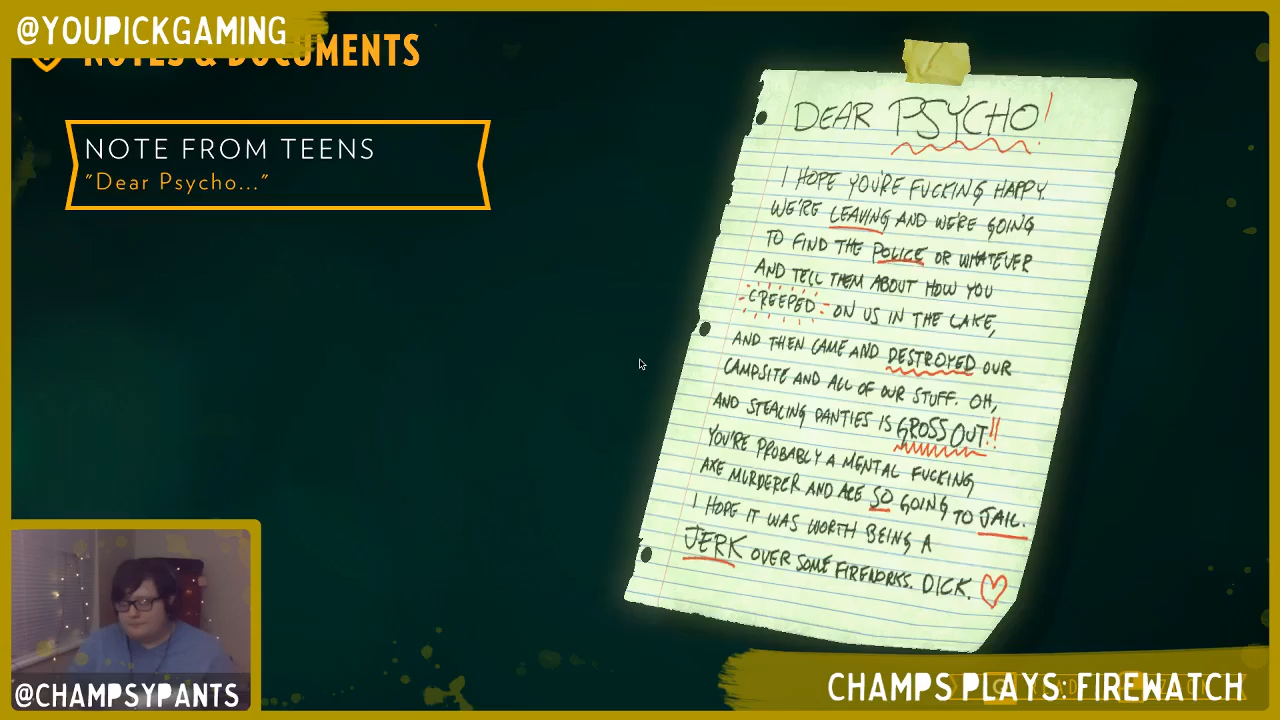 @YOUPICKGAMING
NOTES & DOCUMENTS
NOTE FROM TEENS
"Dear Psycho..."
DEAR PSYCHO!
I HOPE YOU'RE FUCKING HAPPY.
WE'RE LEAVING AND WE'RE GOING
TO FIND THE POLICE OR WHATEVER
AND TELL THEM ABOUT HOW YOU
CREEPED ON US IN THE LAKE,
AND THEN CAME AND DESTROYED OUR
CAMPSITE AND ALL OF OUR STUFF. OH,
AND STEALING PANTIES IS GROSS OUT!!
YOU'RE PROBABLY A MENTAL FUCKING
AXE MURDERER AND ARE SO GOING TO JAIL.
I HOPE IT WAS WORTH BEING A
JERK OVER SOME FIREWORKS. DICK.
@CHAMPSYPANTS
CHAMPS PLAYS: FIREWATCH